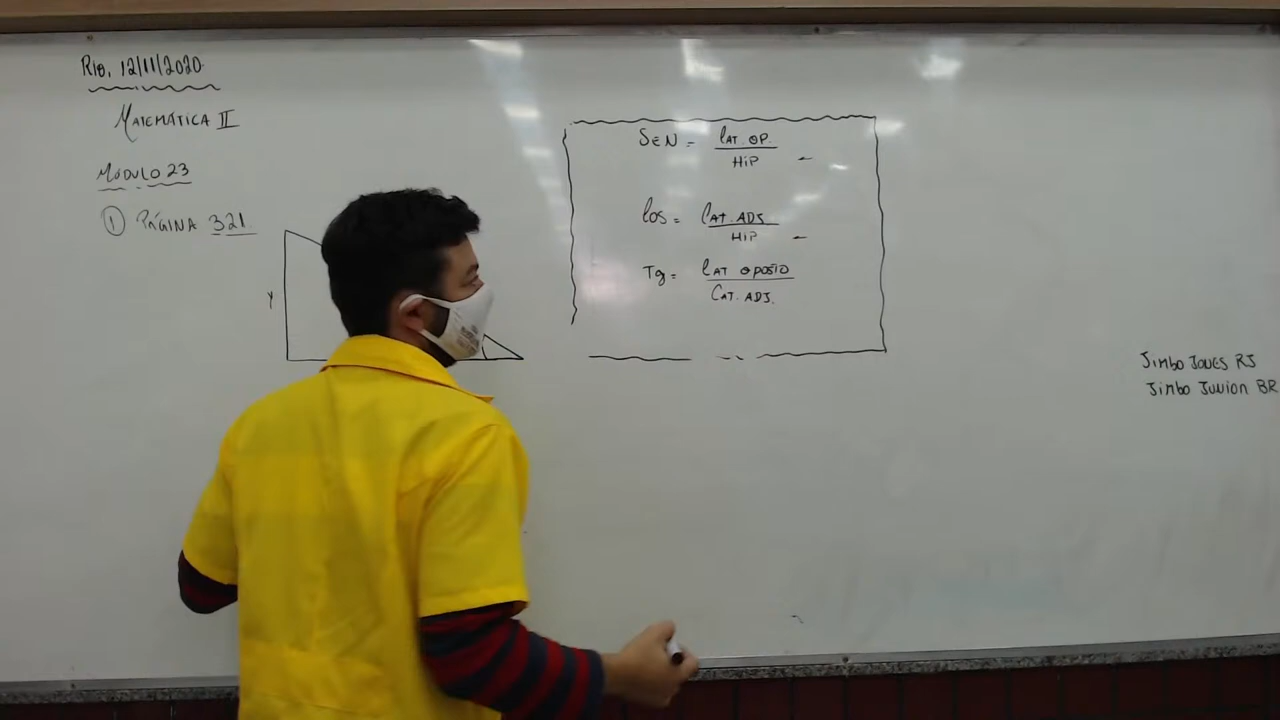 Rio, 12/11/2020
Matemática II
Módulo 23
① Página 321
y
Sen = Cat. op.
Hip
Cos = Cat. adj.
Hip
Tg = Cat oposto
Cat. adj.
Jimbo Jones RJ
Jimbo Junion BR